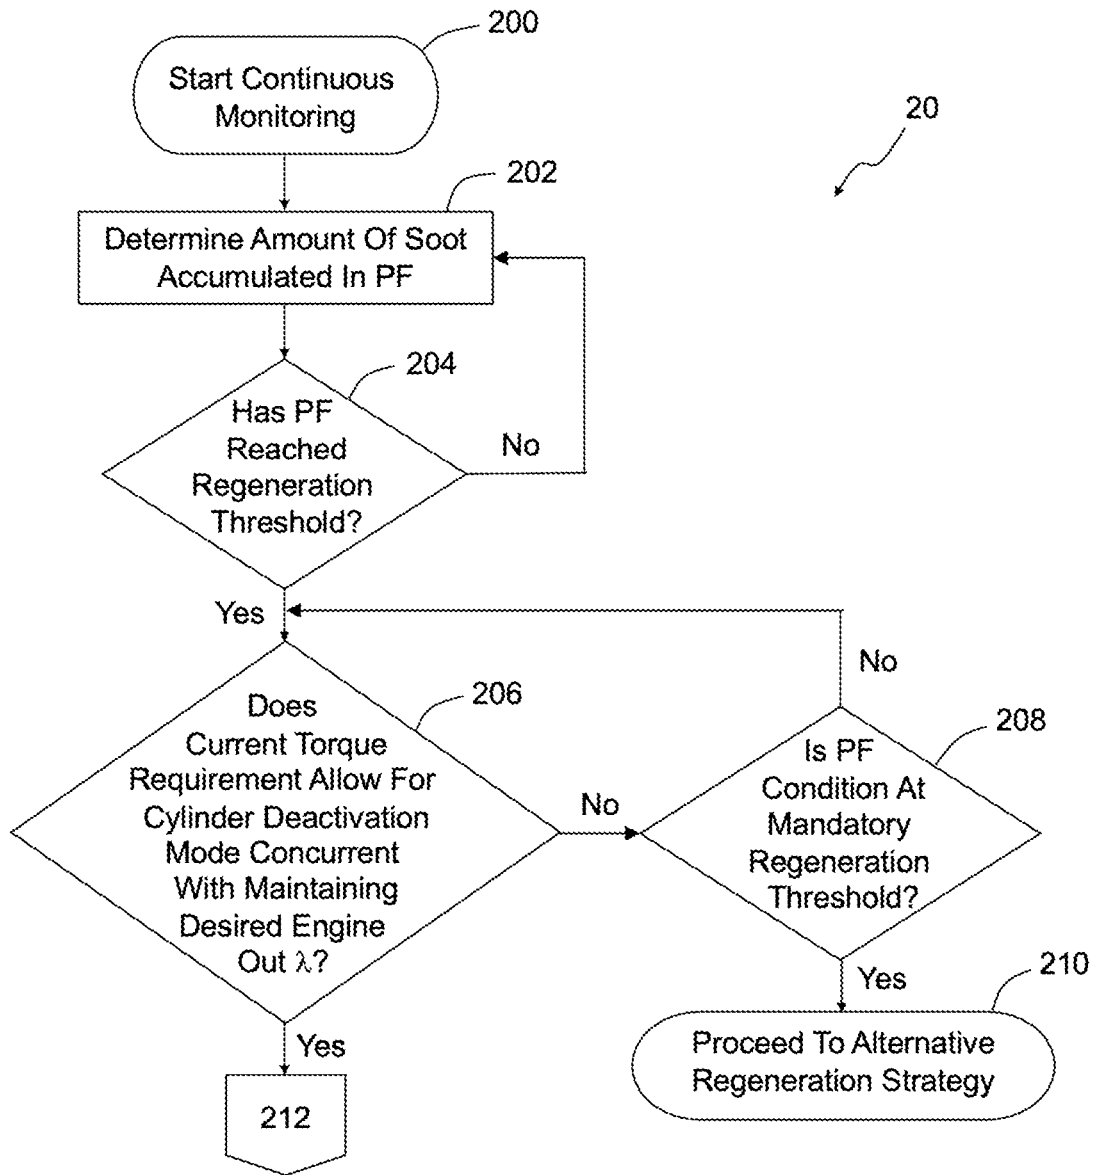 200
Start Continuous
Monitoring
20
202
Determine Amount Of Soot
Accumulated In PF
204
Has PF
Reached
Regeneration
Threshold?
No
Yes
No
206
Does
Current Torque
Requirement Allow For
Cylinder Deactivation
Mode Concurrent
With Maintaining
Desired Engine
Out λ?
No
208
Is PF
Condition At
Mandatory
Regeneration
Threshold?
Yes
210
Proceed To Alternative
Regeneration Strategy
Yes
212